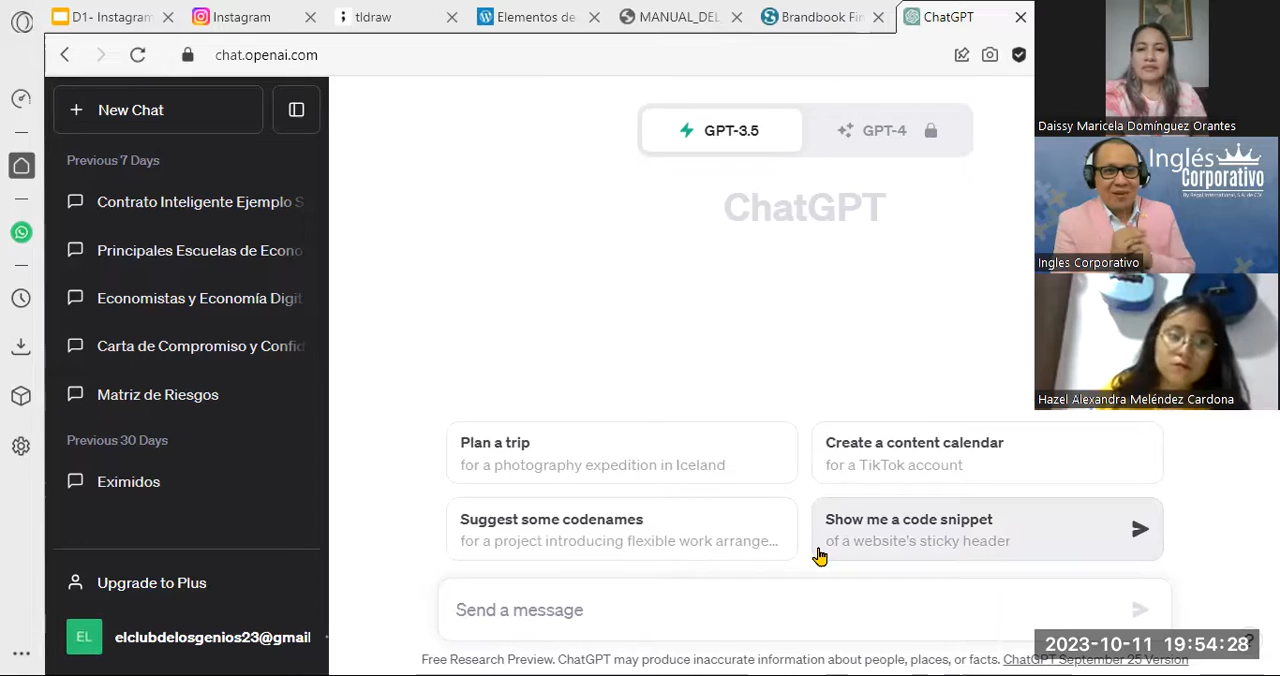 D1- Instagram
Instagram
tldraw
Elementos de
MANUAL_DEL
Brandbook Fin
ChatGPT
chat.openai.com
New Chat
Previous 7 Days
Contrato Inteligente Ejemplo S
Principales Escuelas de Econo
Economistas y Economía Digit
Carta de Compromiso y Confid
Matriz de Riesgos
Previous 30 Days
Eximidos
Upgrade to Plus
EL
elclubdelosgenios23@gmail
GPT-3.5
GPT-4
ChatGPT
Plan a trip
for a photography expedition in Iceland
Create a content calendar
for a TikTok account
Suggest some codenames
for a project introducing flexible work arrange...
Show me a code snippet
of a website's sticky header
Send a message
Free Research Preview. ChatGPT may produce inaccurate information about people, places, or facts. ChatGPT September 25 Version
Daissy Maricela Domínguez Orantes
Inglés
Corporativo
By Regal International, S.A. de C.V.
Ingles Corporativo
Hazel Alexandra Meléndez Cardona
2023-10-11 19:54:28